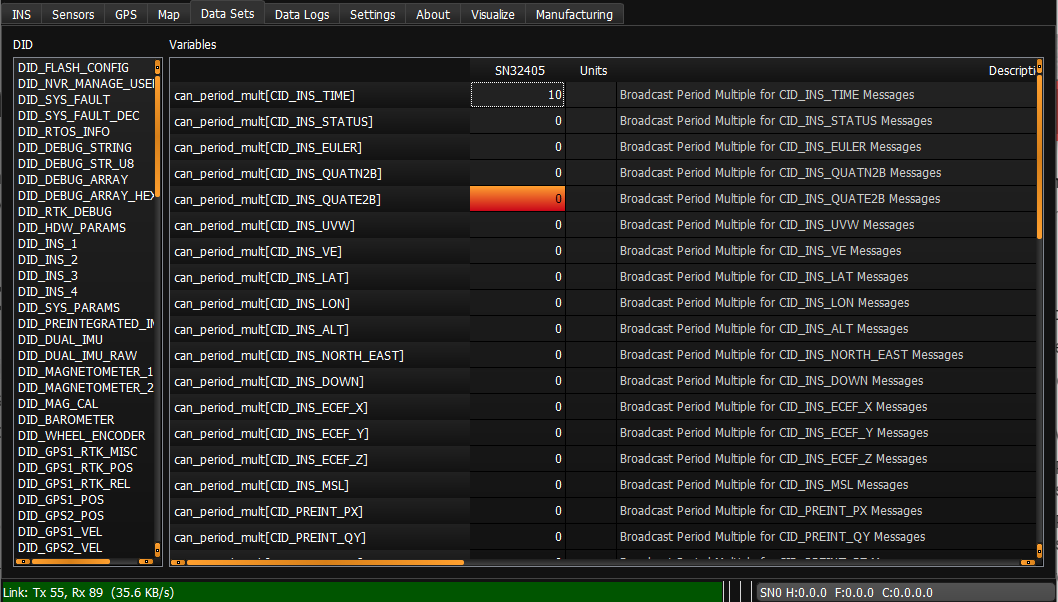 INS Sensors GPS Map Data Sets Data Logs Settings About Visualize Manufacturing
DID
DID_FLASH_CONFIG
DID_NVR_MANAGE_USE
DID_SYS_FAULT
DID_SYS_FAULT_DEC
DID_RTOS_INFO
DID_DEBUG_STRING
DID_DEBUG_STR_U8
DID_DEBUG_ARRAY
DID_DEBUG_ARRAY_HEX
DID_RTK_DEBUG
DID_HDW_PARAMS
DID_INS_1
DID_INS_2
DID_INS_3
DID_INS_4
DID_SYS_PARAMS
DID_PREINTEGRATED_IM
DID_DUAL_IMU
DID_DUAL_IMU_RAW
DID_MAGNETOMETER_1
DID_MAGNETOMETER_2
DID_MAG_CAL
DID_BAROMETER
DID_WHEEL_ENCODER
DID_GPS1_RTK_MISC
DID_GPS1_RTK_POS
DID_GPS1_RTK_REL
DID_GPS1_POS
DID_GPS2_POS
DID_GPS1_VEL
DID_GPS2_VEL
Variables
SN32405 Units Descripti
can_period_mult[CID_INS_TIME] 10 Broadcast Period Multiple for CID_INS_TIME Messages
can_period_mult[CID_INS_STATUS] 0 Broadcast Period Multiple for CID_INS_STATUS Messages
can_period_mult[CID_INS_EULER] 0 Broadcast Period Multiple for CID_INS_EULER Messages
can_period_mult[CID_INS_QUATN2B] 0 Broadcast Period Multiple for CID_INS_QUATN2B Messages
can_period_mult[CID_INS_QUATE2B] 0 Broadcast Period Multiple for CID_INS_QUATE2B Messages
can_period_mult[CID_INS_UVW] 0 Broadcast Period Multiple for CID_INS_UVW Messages
can_period_mult[CID_INS_VE] 0 Broadcast Period Multiple for CID_INS_VE Messages
can_period_mult[CID_INS_LAT] 0 Broadcast Period Multiple for CID_INS_LAT Messages
can_period_mult[CID_INS_LON] 0 Broadcast Period Multiple for CID_INS_LON Messages
can_period_mult[CID_INS_ALT] 0 Broadcast Period Multiple for CID_INS_ALT Messages
can_period_mult[CID_INS_NORTH_EAST] 0 Broadcast Period Multiple for CID_INS_NORTH_EAST Messages
can_period_mult[CID_INS_DOWN] 0 Broadcast Period Multiple for CID_INS_DOWN Messages
can_period_mult[CID_INS_ECEF_X] 0 Broadcast Period Multiple for CID_INS_ECEF_X Messages
can_period_mult[CID_INS_ECEF_Y] 0 Broadcast Period Multiple for CID_INS_ECEF_Y Messages
can_period_mult[CID_INS_ECEF_Z] 0 Broadcast Period Multiple for CID_INS_ECEF_Z Messages
can_period_mult[CID_INS_MSL] 0 Broadcast Period Multiple for CID_INS_MSL Messages
can_period_mult[CID_PREINT_PX] 0 Broadcast Period Multiple for CID_PREINT_PX Messages
can_period_mult[CID_PREINT_QY] 0 Broadcast Period Multiple for CID_PREINT_QY Messages
Link: Tx 55, Rx 89 (35.6 KB/s) SN0 H:0.0.0 F:0.0.0 C:0.0.0.0